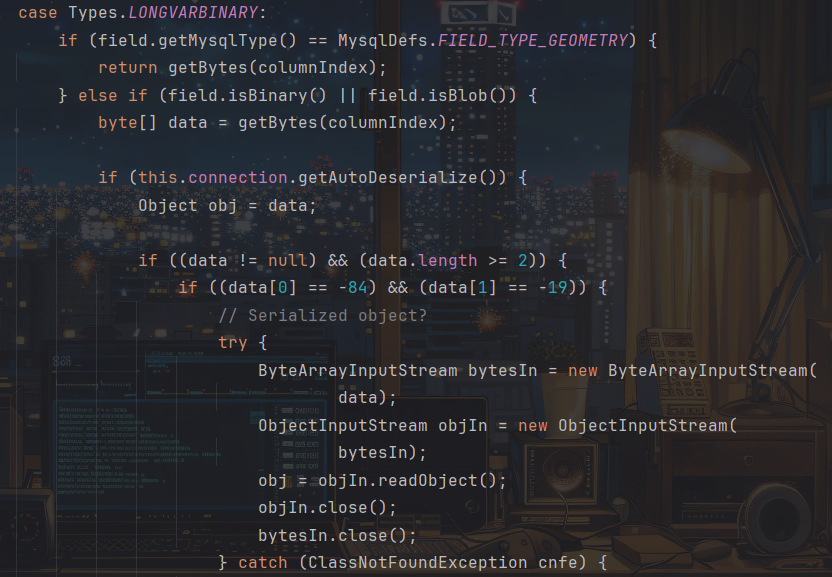 case Types.LONGVARBINARY:
if (field.getMysqlType() == MysqlDefs.FIELD_TYPE_GEOMETRY) {
return getBytes(columnIndex);
} else if (field.isBinary() || field.isBlob()) {
byte[] data = getBytes(columnIndex);
if (this.connection.getAutoDeserialize()) {
Object obj = data;
if ((data != null) && (data.length >= 2)) {
if ((data[0] == -84) && (data[1] == -19)) {
// Serialized object?
try {
ByteArrayInputStream bytesIn = new ByteArrayInputStream(
data);
ObjectInputStream objIn = new ObjectInputStream(
bytesIn);
obj = objIn.readObject();
objIn.close();
bytesIn.close();
} catch (ClassNotFoundException cnfe) {